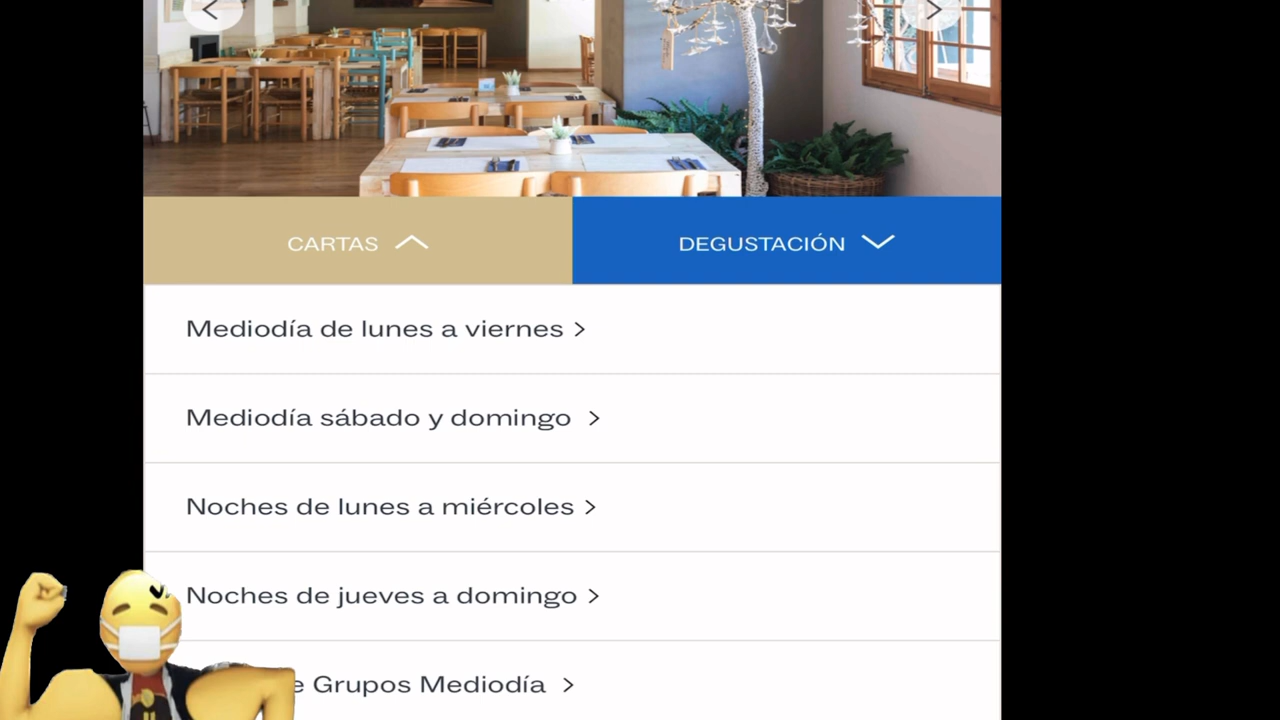 CARTAS
DEGUSTACIÓN
Mediodía de lunes a viernes >
Mediodía sábado y domingo >
Noches de lunes a miércoles >
Noches de jueves a domingo >
Grupos Mediodía >